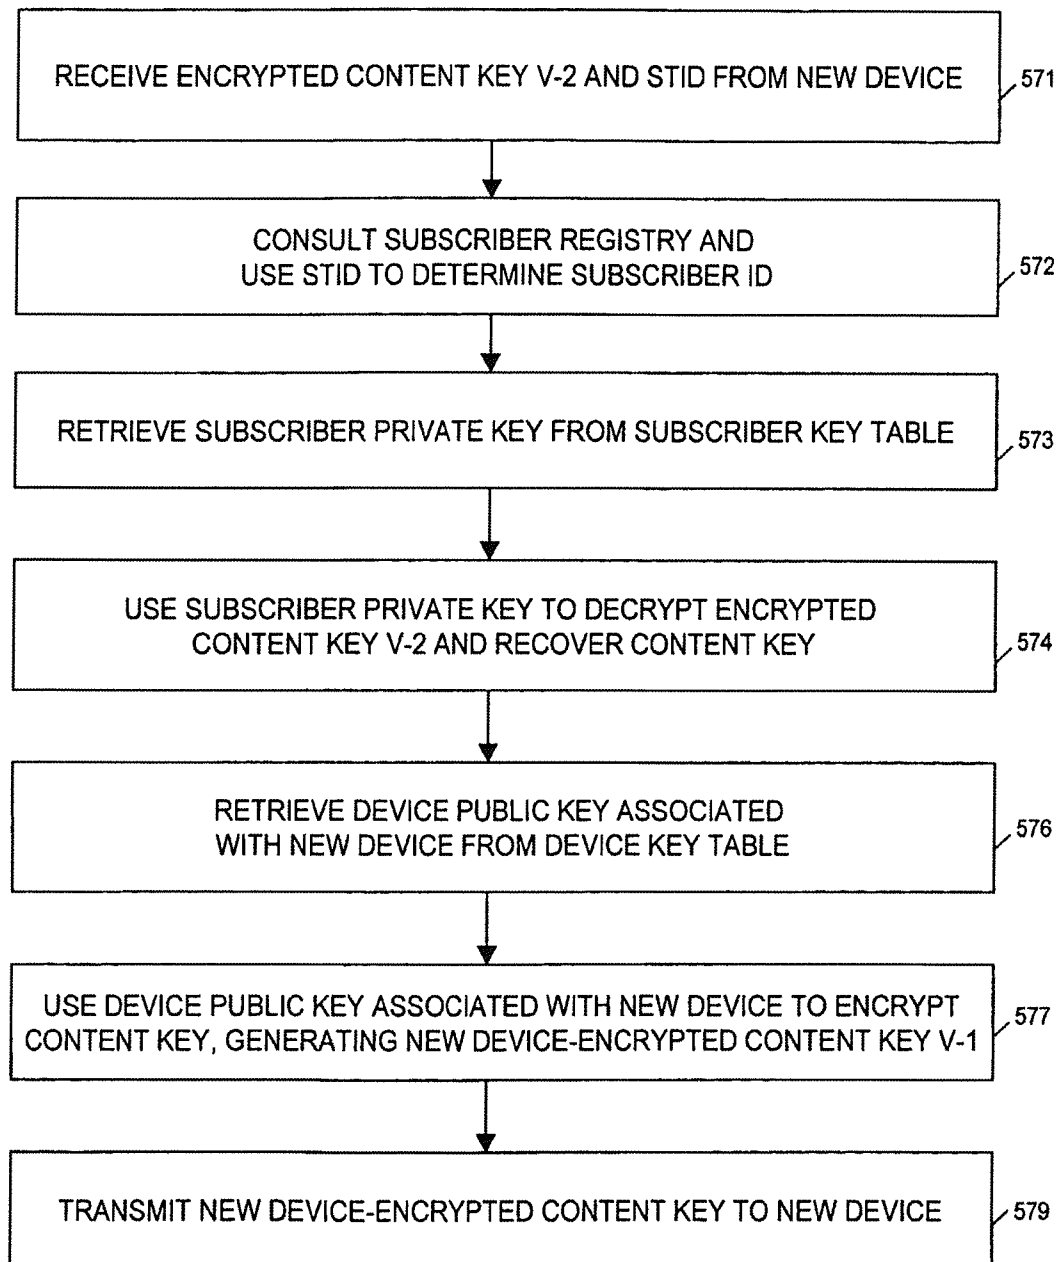 RECEIVE ENCRYPTED CONTENT KEY V-2 AND STID FROM NEW DEVICE
571
CONSULT SUBSCRIBER REGISTRY AND
USE STID TO DETERMINE SUBSCRIBER ID
572
RETRIEVE SUBSCRIBER PRIVATE KEY FROM SUBSCRIBER KEY TABLE
573
USE SUBSCRIBER PRIVATE KEY TO DECRYPT ENCRYPTED
CONTENT KEY V-2 AND RECOVER CONTENT KEY
574
RETRIEVE DEVICE PUBLIC KEY ASSOCIATED
WITH NEW DEVICE FROM DEVICE KEY TABLE
576
USE DEVICE PUBLIC KEY ASSOCIATED WITH NEW DEVICE TO ENCRYPT
CONTENT KEY, GENERATING NEW DEVICE-ENCRYPTED CONTENT KEY V-1
577
TRANSMIT NEW DEVICE-ENCRYPTED CONTENT KEY TO NEW DEVICE
579